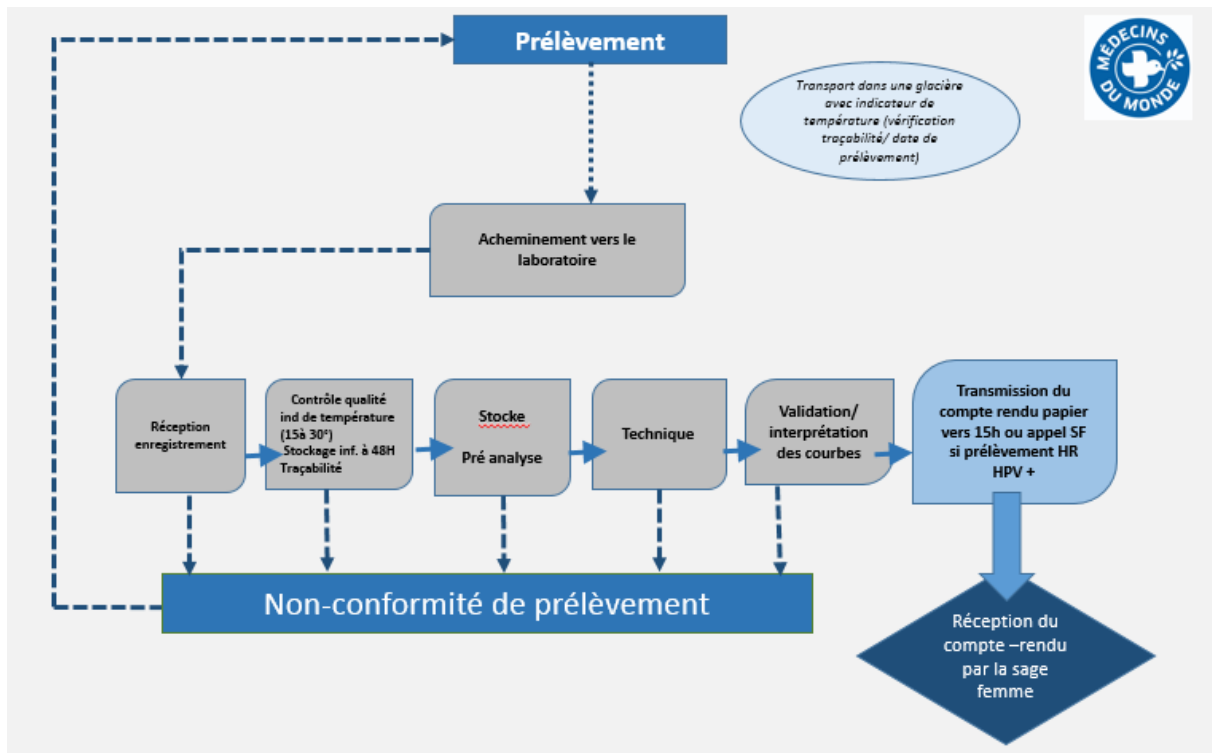 Prélèvement
MÉDECINS
DU MONDE
Transport dans une glacière
avec indicateur de
température (vérification
traçabilité/ date de
prélèvement)
Acheminement vers le
laboratoire
Réception
enregistrement
Contrôle qualité
ind de température
(15à 30°)
Stockage inf. à 48H
Traçabilité
Stocke
Pré analyse
Technique
Validation/
interprétation
des courbes
Transmission du
compte rendu papier
vers 15h ou appel SF
si prélèvement HR
HPV +
Non-conformité de prélèvement
Réception du
compte –rendu
par la sage
femme